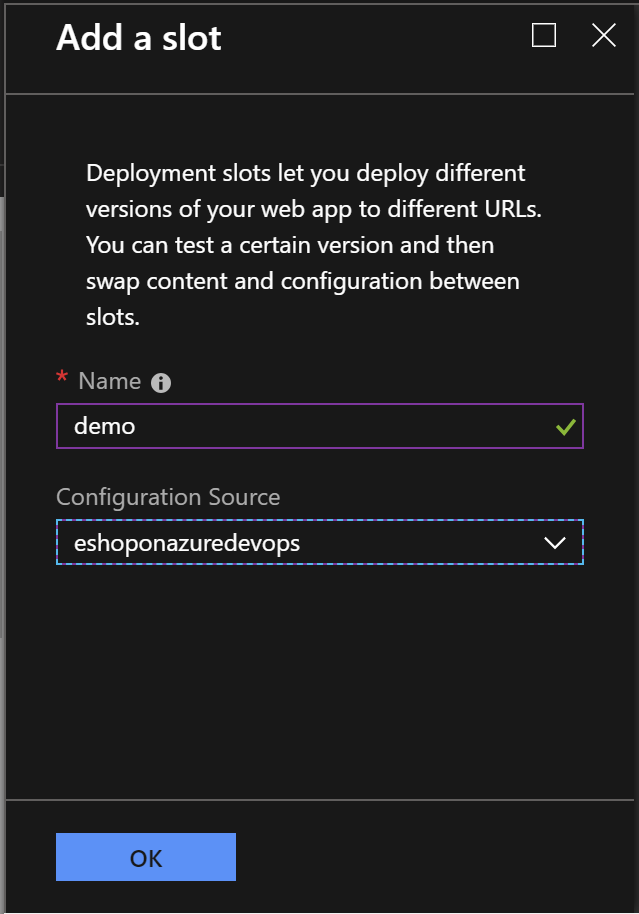 Add a slot
Deployment slots let you deploy different
versions of your web app to different URLs.
You can test a certain version and then
swap content and configuration between
slots.
* Name
demo
Configuration Source
eshoponazuredevops
OK